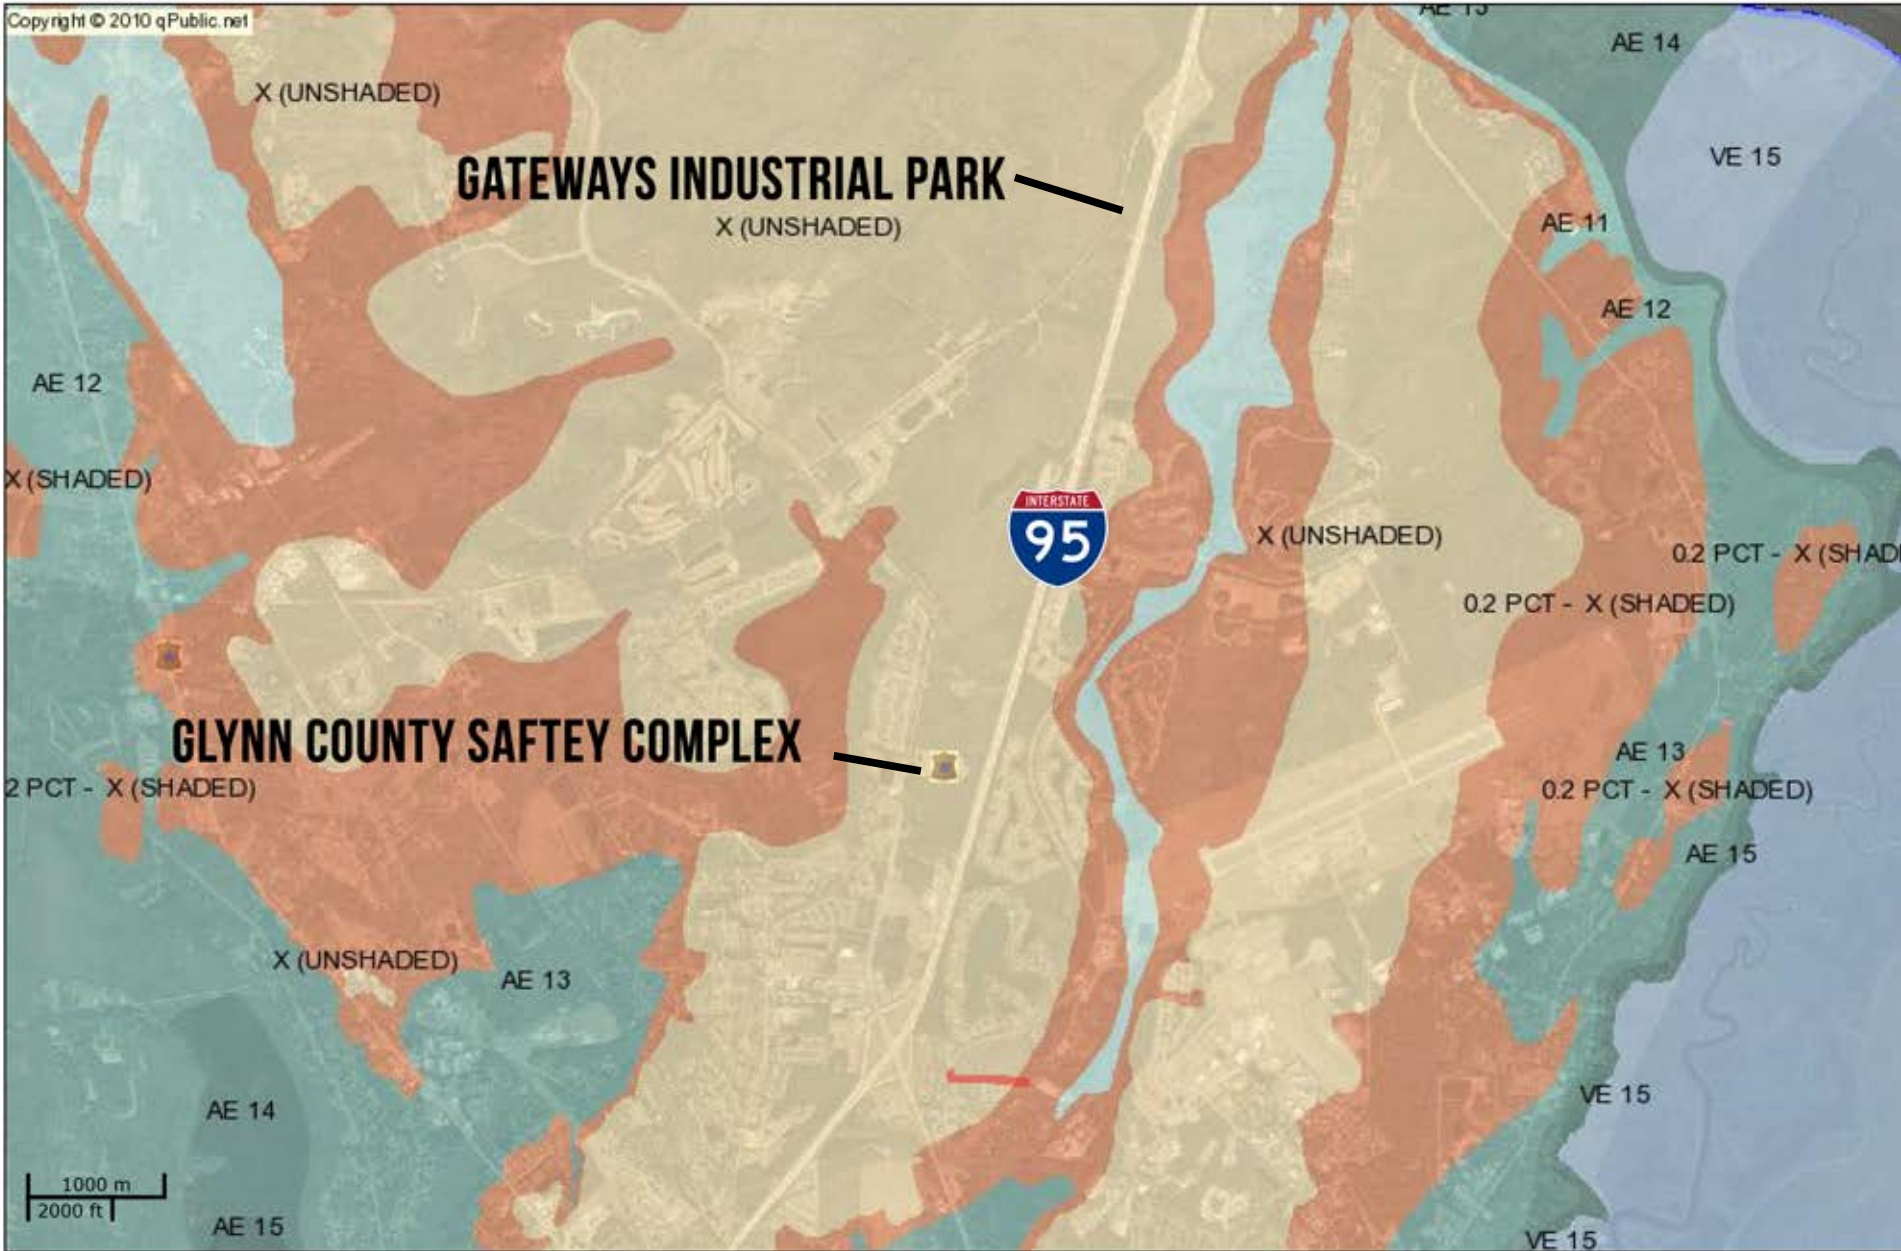 Copyright © 2010 qPublic.net
AE 13
AE 14
X (UNSHADED)
VE 15
GATEWAYS INDUSTRIAL PARK
X (UNSHADED)
AE 11
AE 12
AE 12
X (SHADED)
INTERSTATE
95
X (UNSHADED)
0.2 PCT - X (SHAD
0.2 PCT - X (SHADED)
GLYNN COUNTY SAFTEY COMPLEX
AE 13
2 PCT - X (SHADED)
0.2 PCT - X (SHADED)
AE 15
X (UNSHADED)
AE 13
VE 15
AE 14
1000 m
2000 ft
AE 15
VE 15